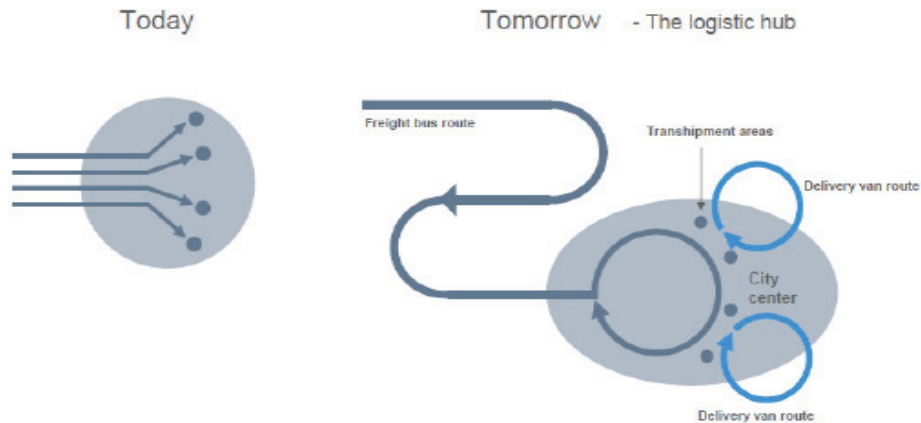 Today
Tomorrow - The logistic hub
Freight bus route
Transhipment areas
Delivery van route
City
center
Delivery van route